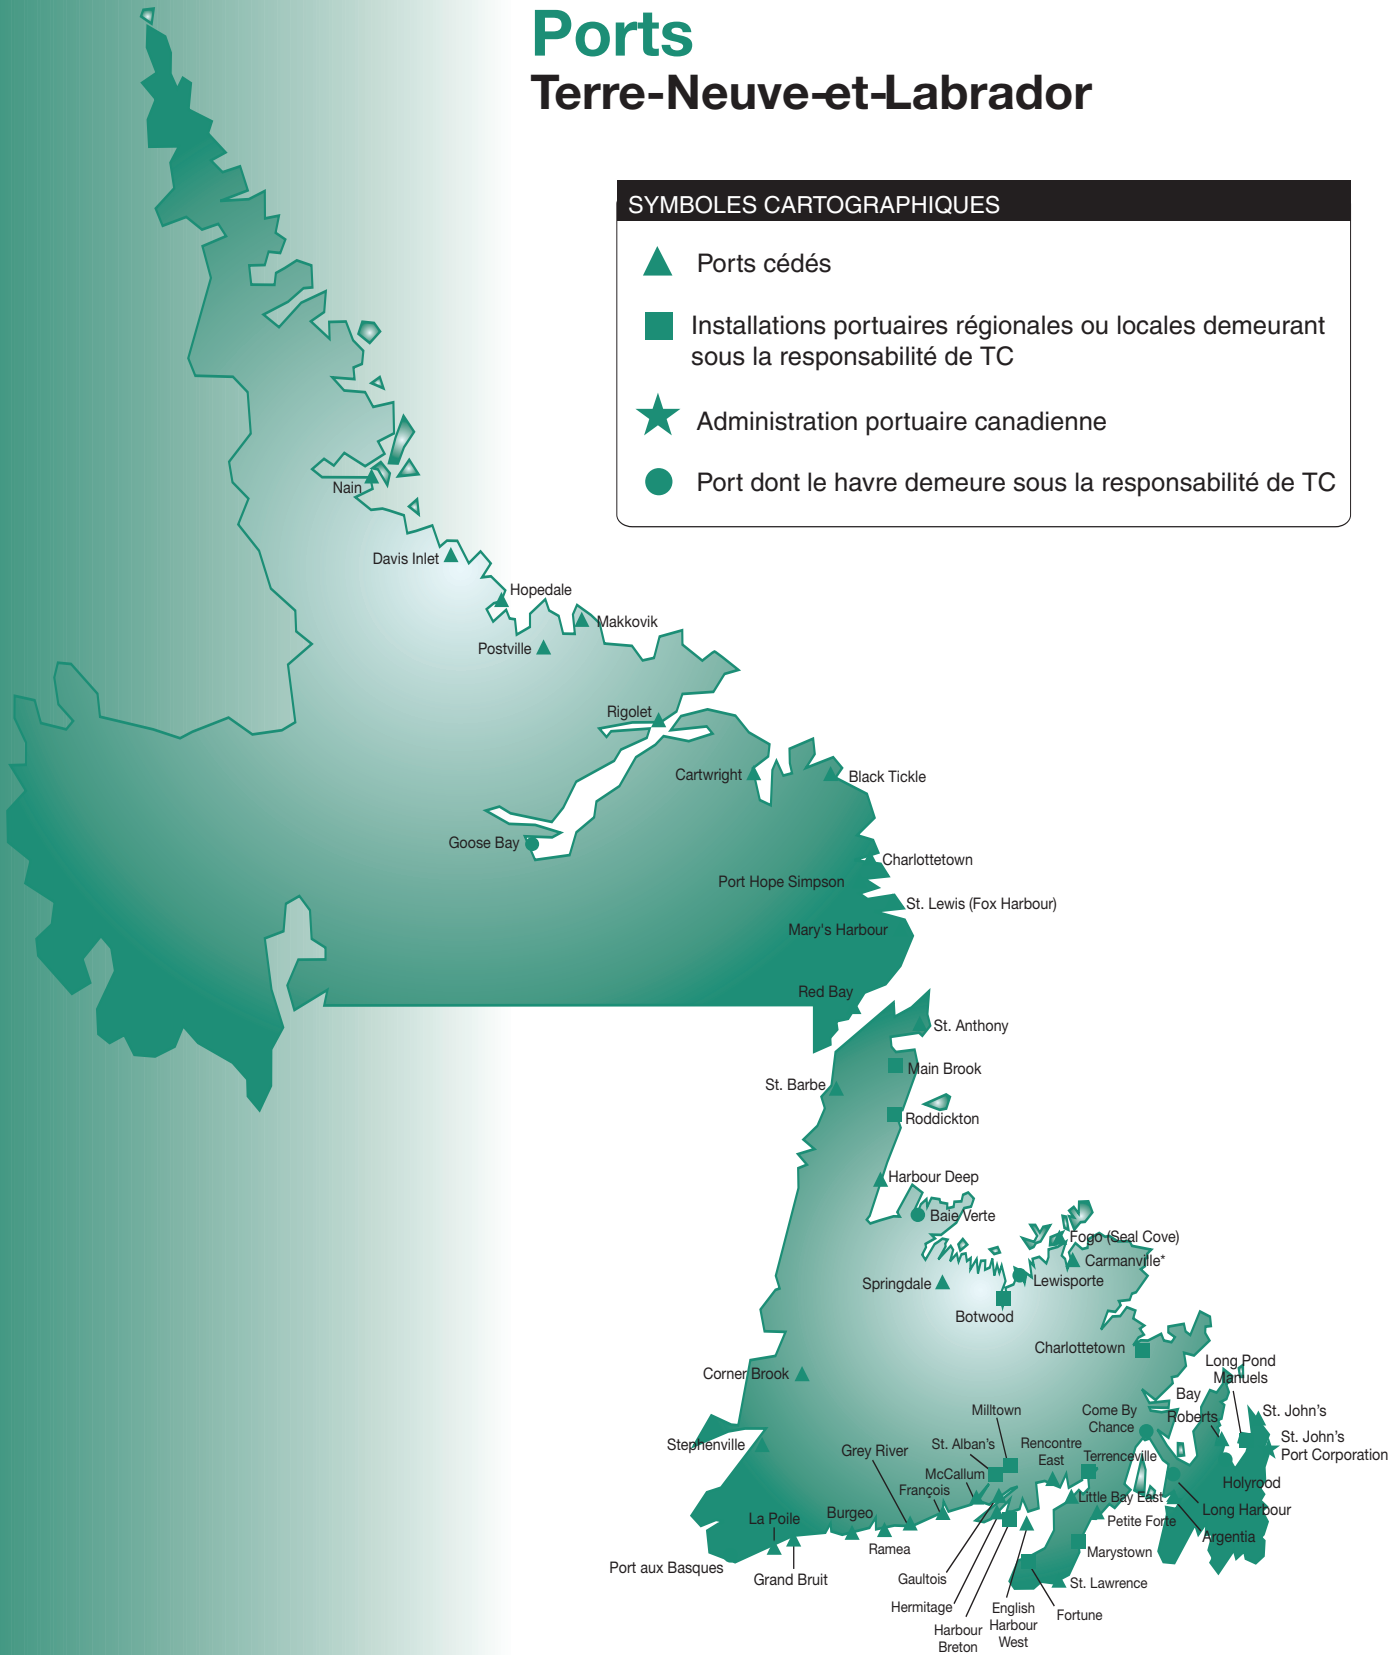 Ports
Terre-Neuve-et-Labrador
SYMBOLES CARTOGRAPHIQUES
Ports cédés
Installations portuaires régionales ou locales demeurant
sous la responsabilité de TC
Administration portuaire canadienne
Port dont le havre demeure sous la responsabilité de TC
Nain
Davis Inlet
Hopedale
Makkovik
Postville
Rigolet
Cartwright
Black Tickle
Goose Bay
Charlottetown
Port Hope Simpson
St. Lewis (Fox Harbour)
Mary's Harbour
Red Bay
St. Anthony
Main Brook
St. Barbe
Roddickton
Harbour Deep
Baie Verte
Fogo (Seal Cove)
Carmanville*
Springdale
Lewisporte
Botwood
Charlottetown
Long Pond
Manuels
Corner Brook
Bay
Roberts
Milltown
Come By
Chance
St. John's
St. John's
Port Corporation
Stephenville
Grey River
St. Alban's
Rencontre
East
Terrenceville
McCallum
François
Holyrood
Little Bay East
Long Harbour
La Poile
Burgeo
Petite Forte
Argentia
Ramea
Marystown
Port aux Basques
Grand Bruit
Gaultois
St. Lawrence
Hermitage
English
Harbour
West
Fortune
Harbour
Breton